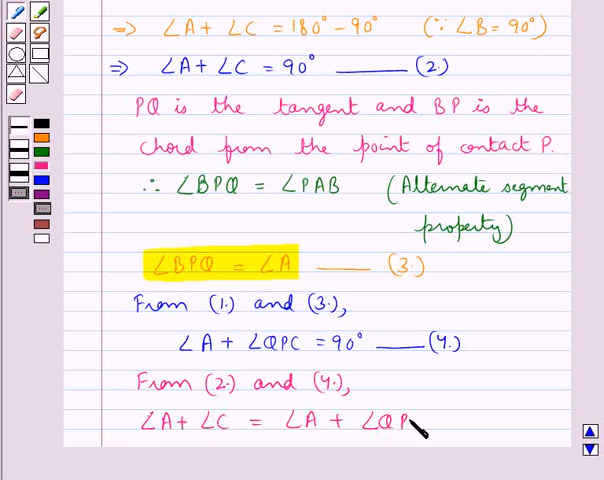 ⇒ ∠A + ∠C = 180° - 90° (∵ ∠B = 90°)
⇒ ∠A + ∠C = 90° ——— (2.)
PQ is the tangent and BP is the
chord from the point of contact P.
∴ ∠BPQ = ∠PAB (Alternate segment
property)
∠BPQ = ∠A ——— (3.)
From (1.) and (3.),
∠A + ∠QPC = 90° ——— (4.)
From (2.) and (4.),
∠A + ∠C = ∠A + ∠QP